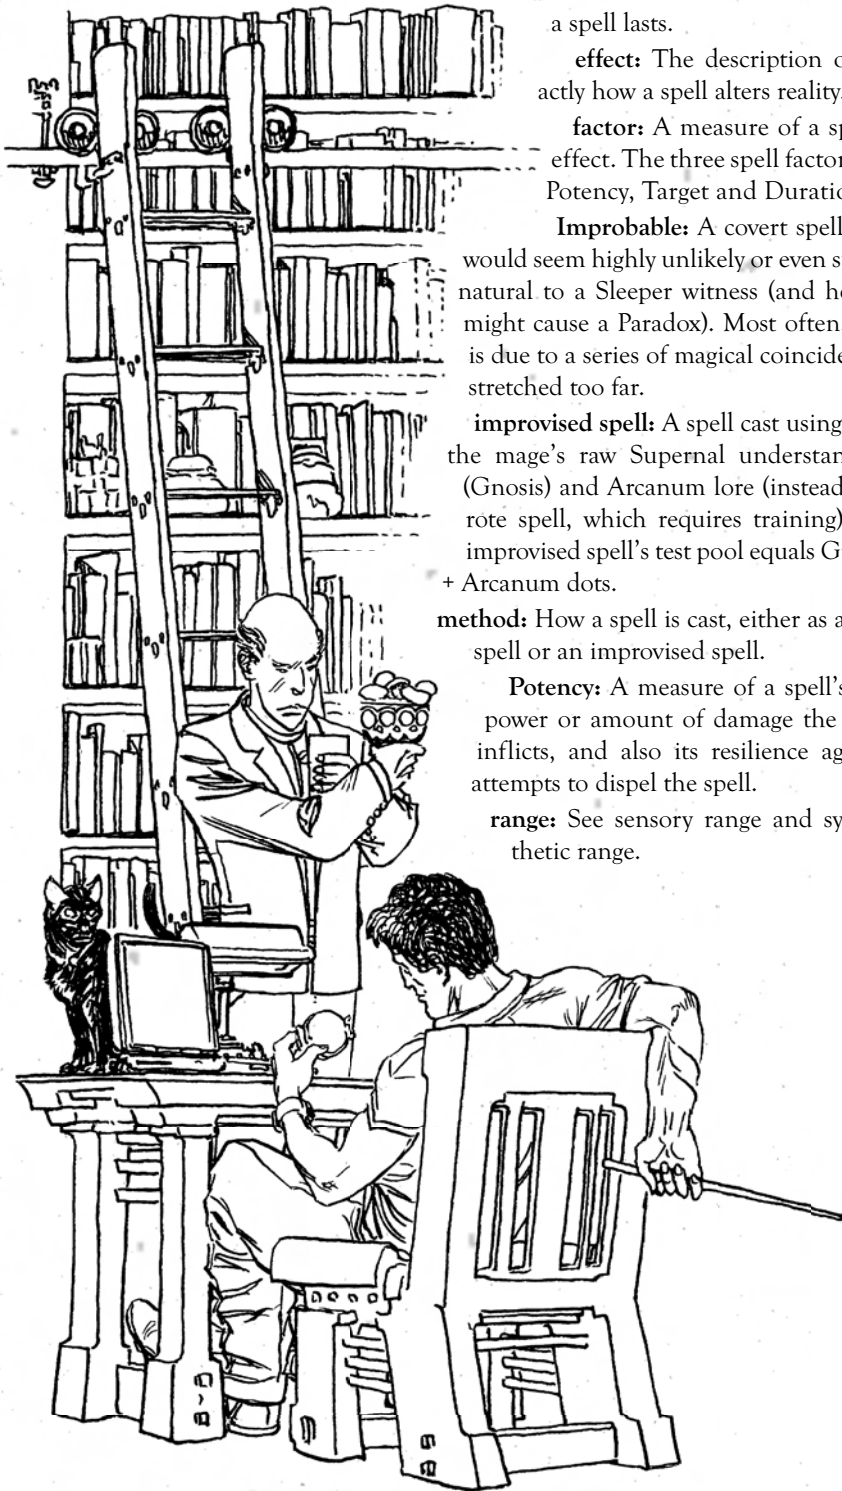 a spell lasts.
effect: The description o
actly how a spell alters reality,
factor: A measure of a sp
effect. The three spell factor
Potency, Target and Duratio
Improbable: A covert spell
would seem highly unlikely or even s
natural to a Sleeper witness (and he
might cause a Paradox). Most often,
is due to a series of magical coincide
stretched too far.
improvised spell: A spell cast using
the mage's raw Supernal understan
(Gnosis) and Arcanum lore (instead
rote spell, which requires training)
improvised spell's test pool equals G
+ Arcanum dots.
method: How a spell is cast, either as a
spell or an improvised spell.
Potency: A measure of a spell's
power or amount of damage the
inflicts, and also its resilience ag
attempts to dispel the spell.
range: See sensory range and sy
thetic range.